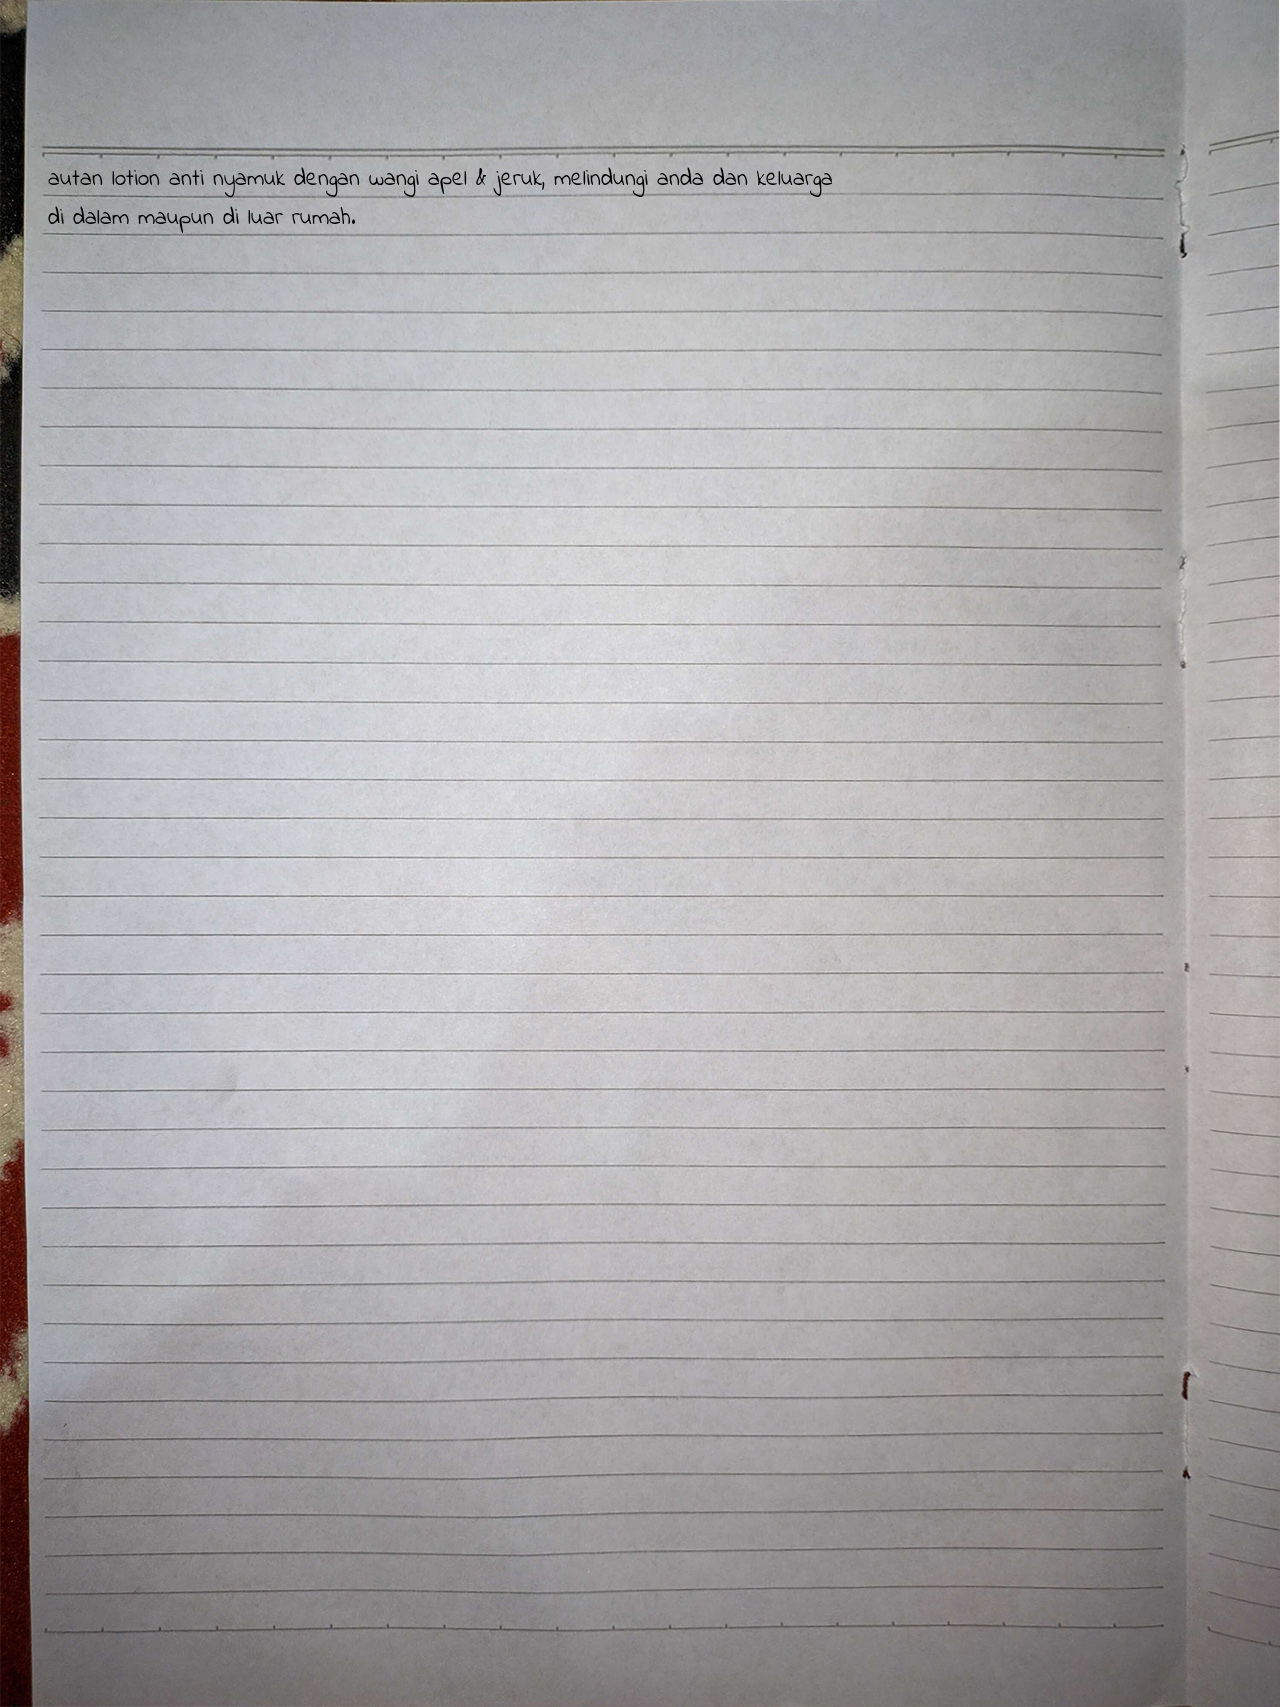 autan lotion anti nyamuk dengan wangi apel & jeruk, melindungi anda dan keluarga
di dalam maupun di luar rumah.